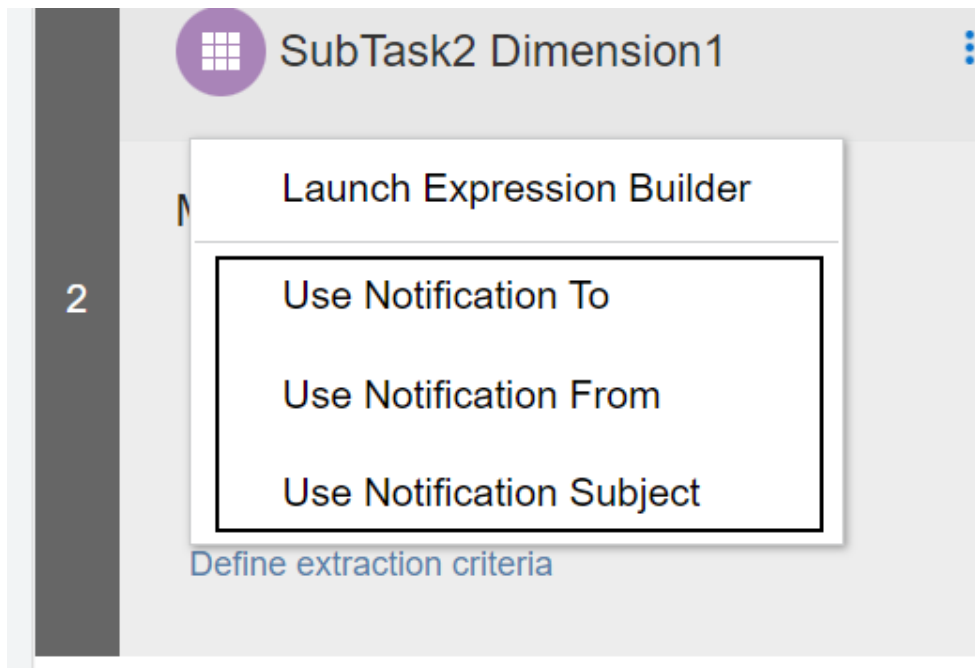 SubTask2 Dimension1
Launch Expression Builder
2
Use Notification To
Use Notification From
Use Notification Subject
Define extraction criteria